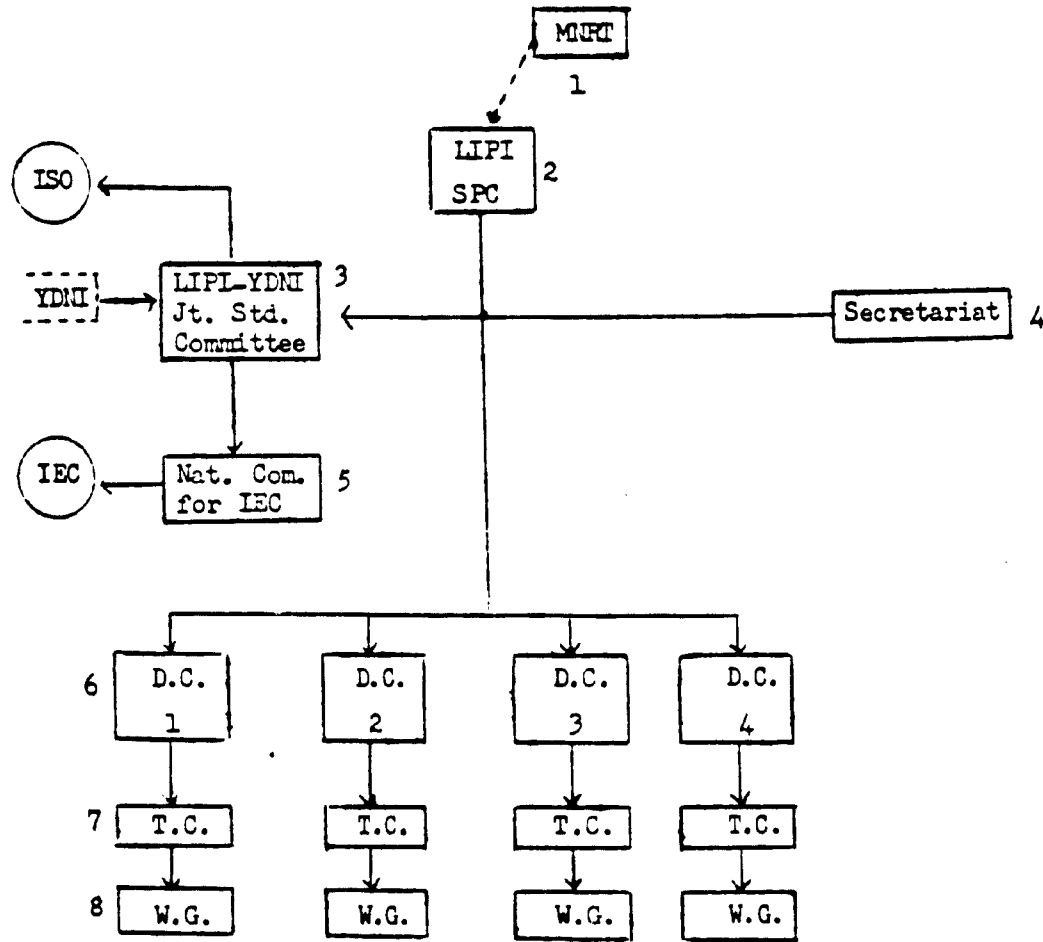 MNRT
1
LIPI
SPC
2
ISO
YDNI
LIPI-YDNI
Jt. Std.
Committee
3
Secretariat
4
IEC
Nat. Com.
for IEC
5
6
D.C.
1
D.C.
2
D.C.
3
D.C.
4
7
T.C.
T.C.
T.C.
T.C.
8
W.G.
W.G.
W.G.
W.G.